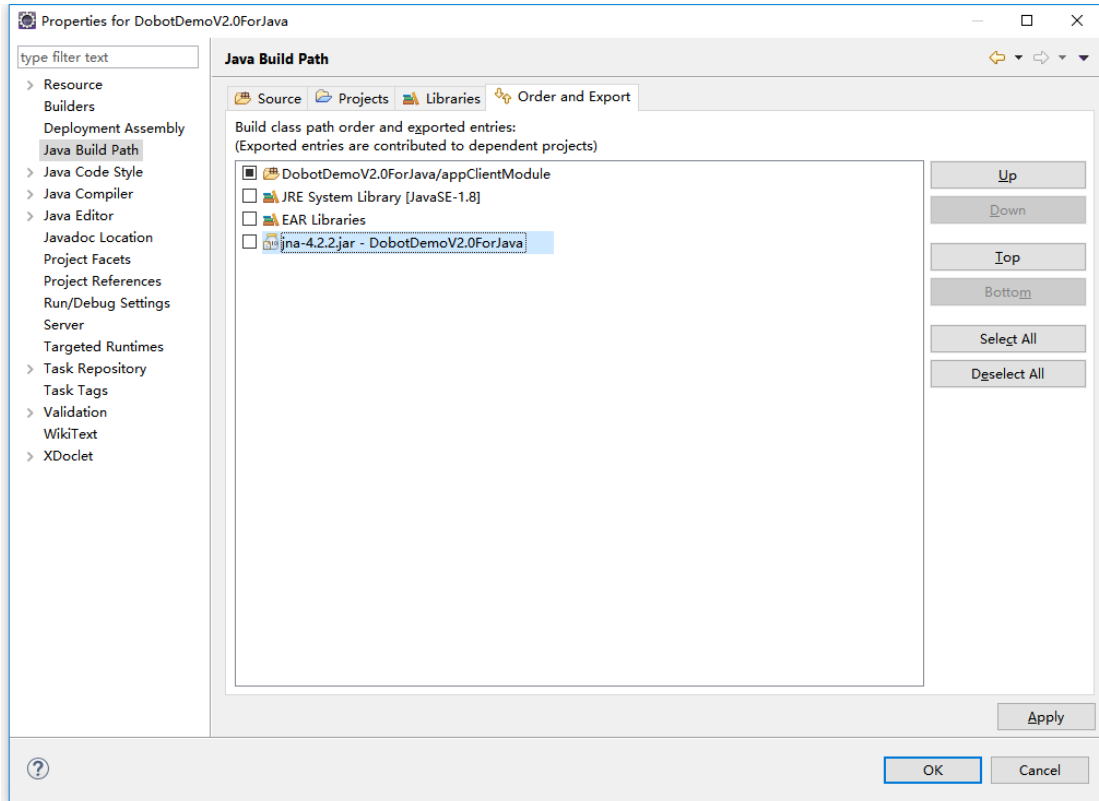 Properties for DobotDemoV2.0ForJava
type filter text
Resource
Builders
Deployment Assembly
Java Build Path
Java Code Style
Java Compiler
Java Editor
Javadoc Location
Project Facets
Project References
Run/Debug Settings
Server
Targeted Runtimes
Task Repository
Task Tags
Validation
WikiText
XDoclet
Java Build Path
Source Projects Libraries Order and Export
Build class path order and exported entries:
(Exported entries are contributed to dependent projects)
DobotDemoV2.0ForJava/appClientModule
JRE System Library [JavaSE-1.8]
EAR Libraries
jna-4.2.2.jar - DobotDemoV2.0ForJava
Up
Down
Top
Bottom
Select All
Deselect All
Apply
OK Cancel